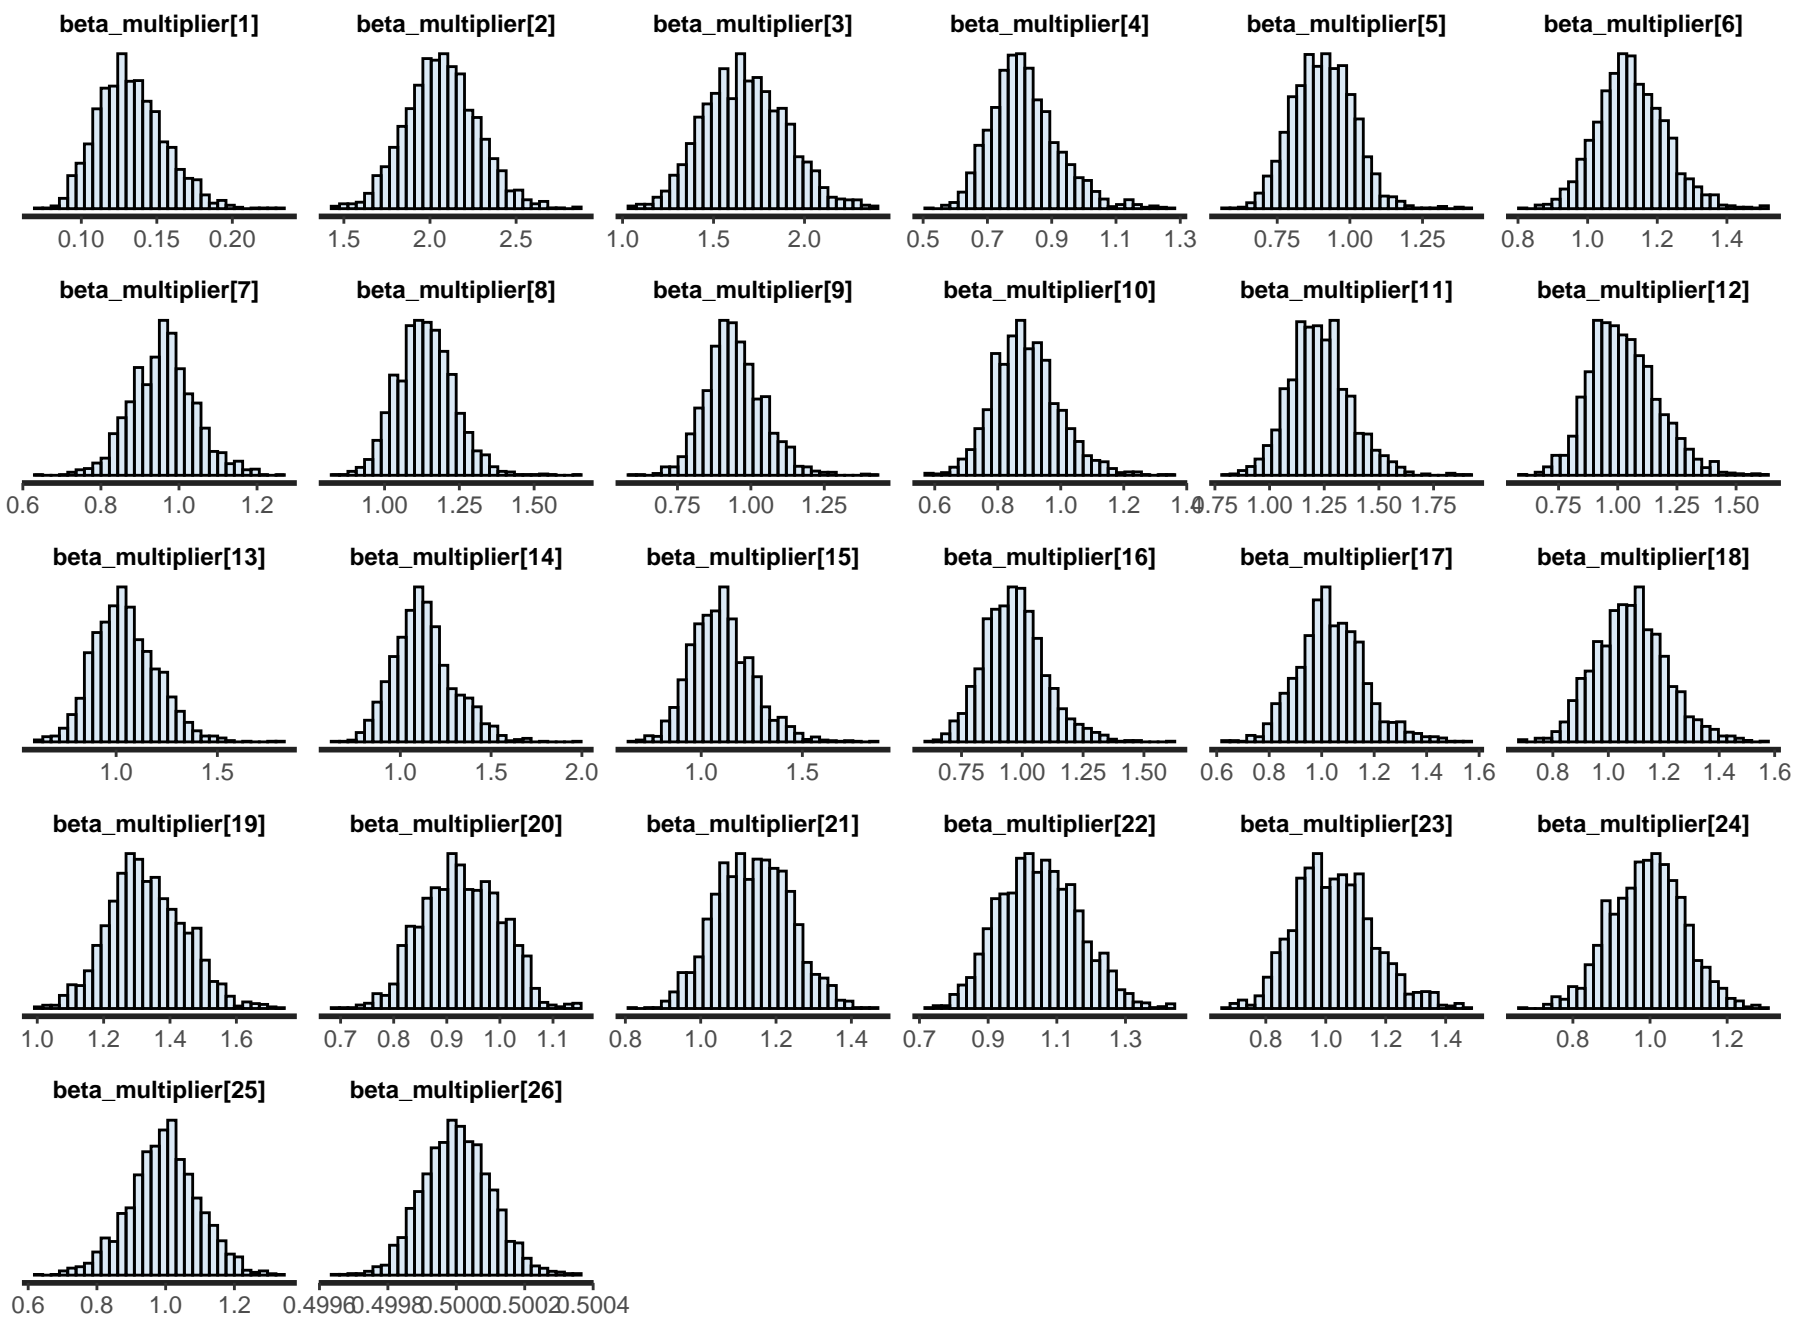 beta_multiplier[1] beta_multiplier[2] beta_multiplier[3] beta_multiplier[4] beta_multiplier[5] beta_multiplier[6]
0.10 0.15 0.20 1.5 2.0 2.5 1.0 1.5 2.0 0.5 0.7 0.9 1.1 1.3 0.75 1.00 1.25 0.8 1.0 1.2 1.4
beta_multiplier[7] beta_multiplier[8] beta_multiplier[9] beta_multiplier[10] beta_multiplier[11] beta_multiplier[12]
0.6 0.8 1.0 1.2 1.00 1.25 1.50 0.75 1.00 1.25 0.6 0.8 1.0 1.2 1.4 0.75 1.00 1.25 1.50 1.75 0.75 1.00 1.25 1.50
beta_multiplier[13] beta_multiplier[14] beta_multiplier[15] beta_multiplier[16] beta_multiplier[17] beta_multiplier[18]
1.0 1.5 1.0 1.5 2.0 1.0 1.5 0.75 1.00 1.25 1.50 0.6 0.8 1.0 1.2 1.4 1.6 0.8 1.0 1.2 1.4 1.6
beta_multiplier[19] beta_multiplier[20] beta_multiplier[21] beta_multiplier[22] beta_multiplier[23] beta_multiplier[24]
1.0 1.2 1.4 1.6 0.7 0.8 0.9 1.0 1.1 0.8 1.0 1.2 1.4 0.7 0.9 1.1 1.3 0.8 1.0 1.2 1.4 0.8 1.0 1.2
beta_multiplier[25] beta_multiplier[26]
0.6 0.8 1.0 1.2 0.4996 0.4998 0.5000 0.5002 0.5004